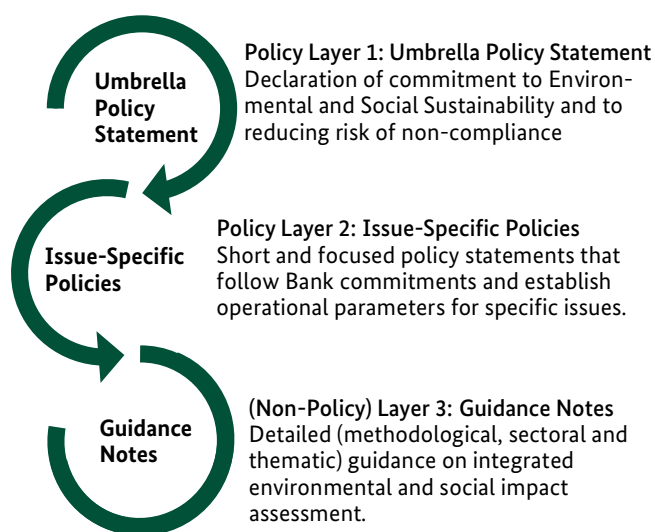 Umbrella
Policy
Statement
Policy Layer 1: Umbrella Policy Statement
Declaration of commitment to Environ-
mental and Social Sustainability and to
reducing risk of non-compliance
Issue-Specific
Policies
Policy Layer 2: Issue-Specific Policies
Short and focused policy statements that
follow Bank commitments and establish
operational parameters for specific issues.
Guidance
Notes
(Non-Policy) Layer 3: Guidance Notes
Detailed (methodological, sectoral and
thematic) guidance on integrated
environmental and social impact
assessment.